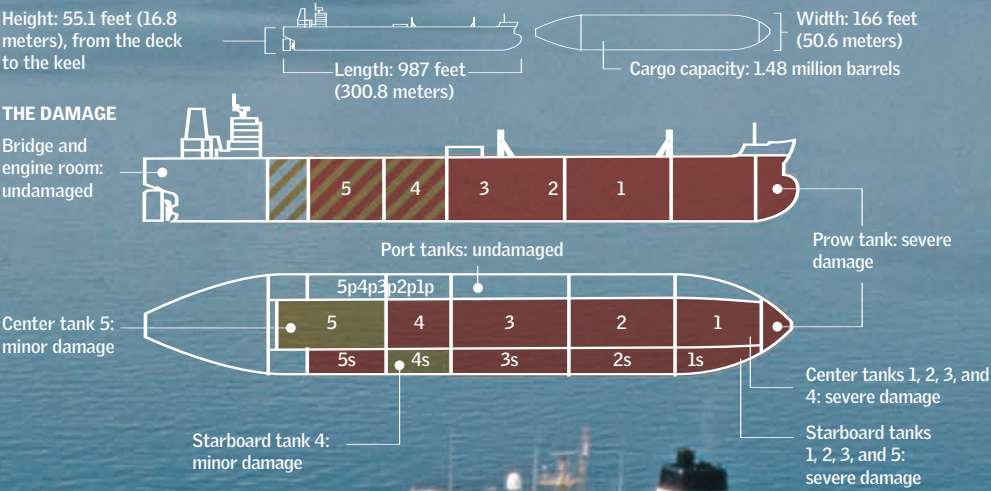 Height: 55.1 feet (16.8
meters), from the deck
to the keel
Length: 987 feet
(300.8 meters)
Width: 166 feet
(50.6 meters)
Cargo capacity: 1.48 million barrels
THE DAMAGE
Bridge and
engine room:
undamaged
5 4 3 2 1
Prow tank: severe
damage
Port tanks: undamaged
5p4p3p2p1p
Center tank 5:
minor damage
5 4 3 2 1
5s 4s 3s 2s 1s
Center tanks 1, 2, 3, and
4: severe damage
Starboard tank 4:
minor damage
Starboard tanks
1, 2, 3, and 5:
severe damage